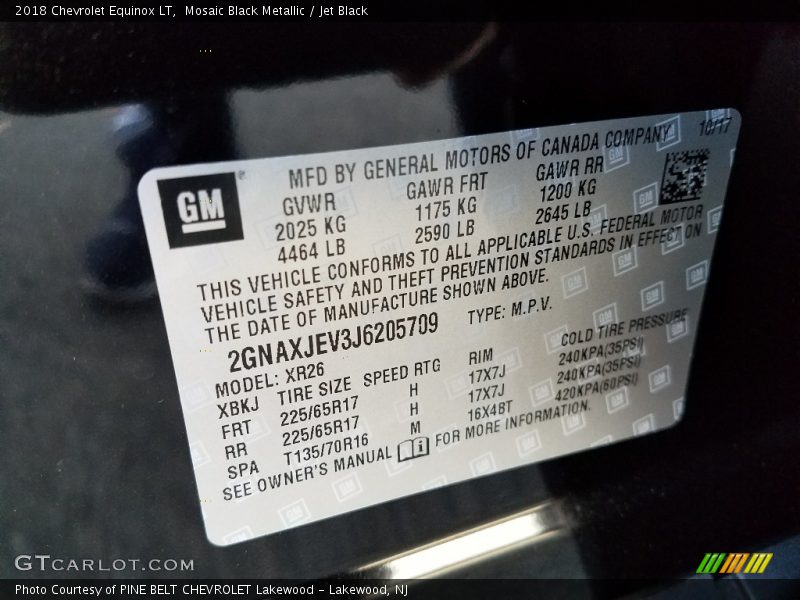 2018 Chevrolet Equinox LT, Mosaic Black Metallic / Jet Black
10/17
GM®
MFD BY GENERAL MOTORS OF CANADA COMPANY
GVWR GAWR FRT GAWR RR
2025 KG 1175 KG 1200 KG
4464 LB 2590 LB 2645 LB
THIS VEHICLE CONFORMS TO ALL APPLICABLE U.S. FEDERAL MOTOR
VEHICLE SAFETY AND THEFT PREVENTION STANDARDS IN EFFECT ON
THE DATE OF MANUFACTURE SHOWN ABOVE.
2GNAXJEV3J6205709 TYPE: M.P.V.
MODEL: XR26
XBKJ TIRE SIZE SPEED RTG RIM COLD TIRE PRESSURE
FRT 225/65R17 H 17X7J 240KPA(35PSI)
RR 225/65R17 H 17X7J 240KPA(35PSI)
SPA T135/70R16 M 16X4BT 420KPA(60PSI)
SEE OWNER'S MANUAL FOR MORE INFORMATION.
GTCARLOT.COM
Photo Courtesy of PINE BELT CHEVROLET Lakewood - Lakewood, NJ